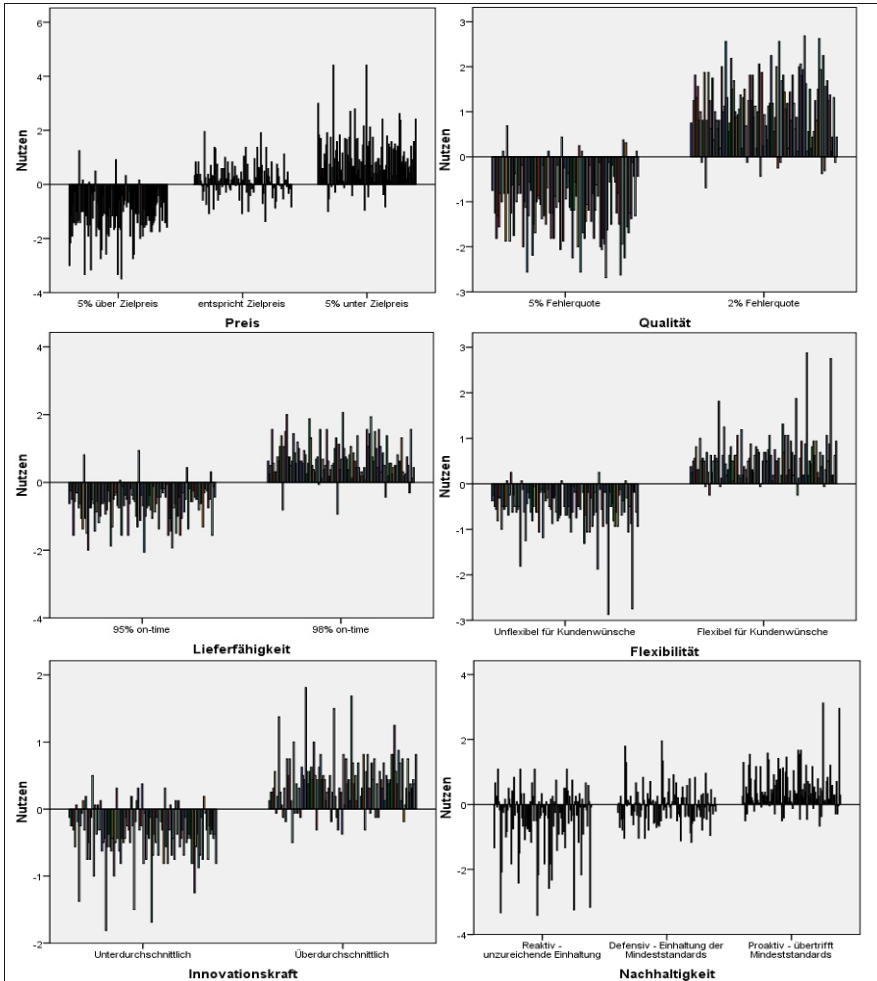 6
4
2
0
-2
-4
Nutzen
5% über Zielpreis entspricht Zielpreis 5% unter Zielpreis
Preis
3
2
1
0
-1
-2
-3
Nutzen
5% Fehlerquote 2% Fehlerquote
Qualität
4
2
0
-2
-4
Nutzen
95% on-time 98% on-time
Lieferfähigkeit
3
2
1
0
-1
-2
-3
Nutzen
Unflexibel für Kundenwünsche Flexibel für Kundenwünsche
Flexibilität
2
1
0
-1
-2
Nutzen
Unterdurchschnittlich Überdurchschnittlich
Innovationskraft
4
2
0
-2
-4
Nutzen
Reaktiv - Defensiv - Einhaltung der Proaktiv - übertrifft
unzureichende Einhaltung Mindeststandards Mindeststandards
Nachhaltigkeit